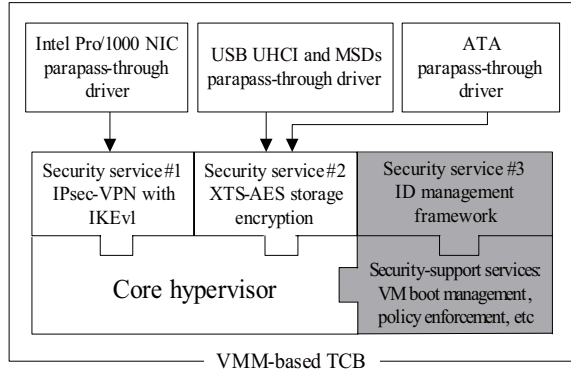 Intel Pro/1000 NIC
parapass-through
driver
USB UHCI and MSDs
parapass-through driver
ATA
parapass-through
driver
Security service #1
IPsec-VPN with
IKEvl
Security service #2
XTS-AES storage
encryption
Security service #3
ID management
framework
Core hypervisor
Security-support services:
VM boot management,
policy enforcement, etc
VMM-based TCB